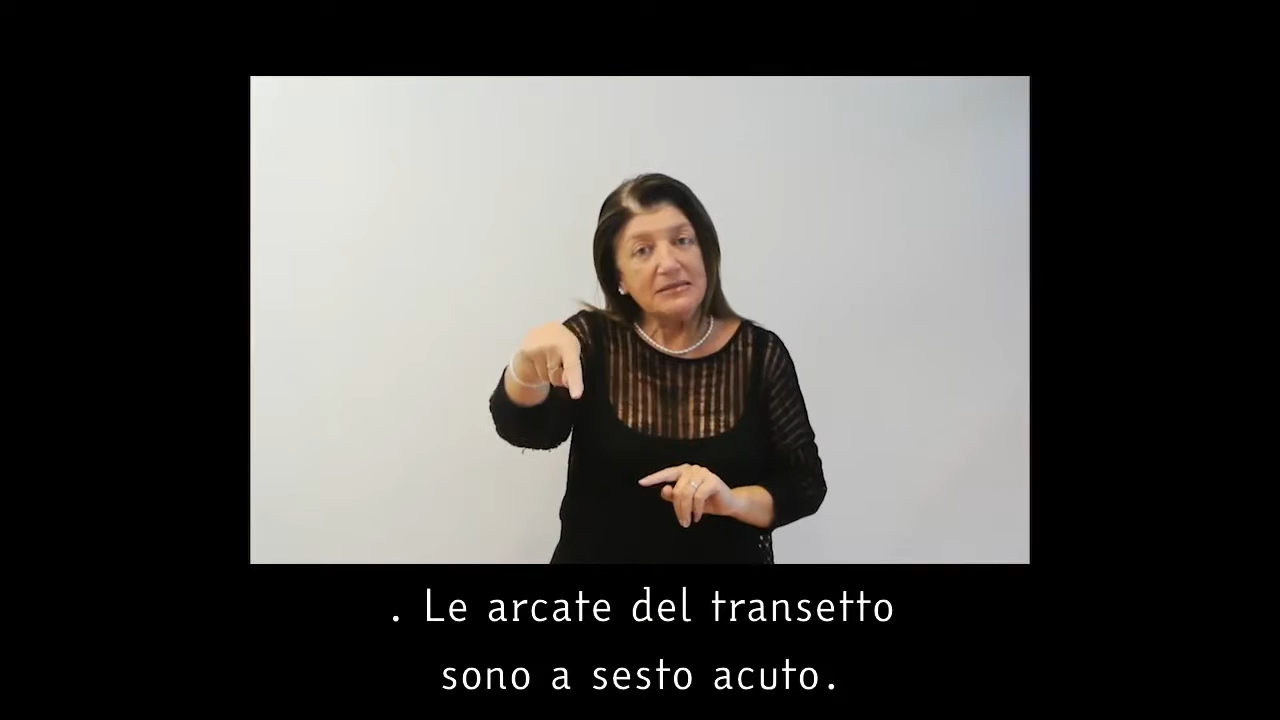 . Le arcate del transetto
sono a sesto acuto.